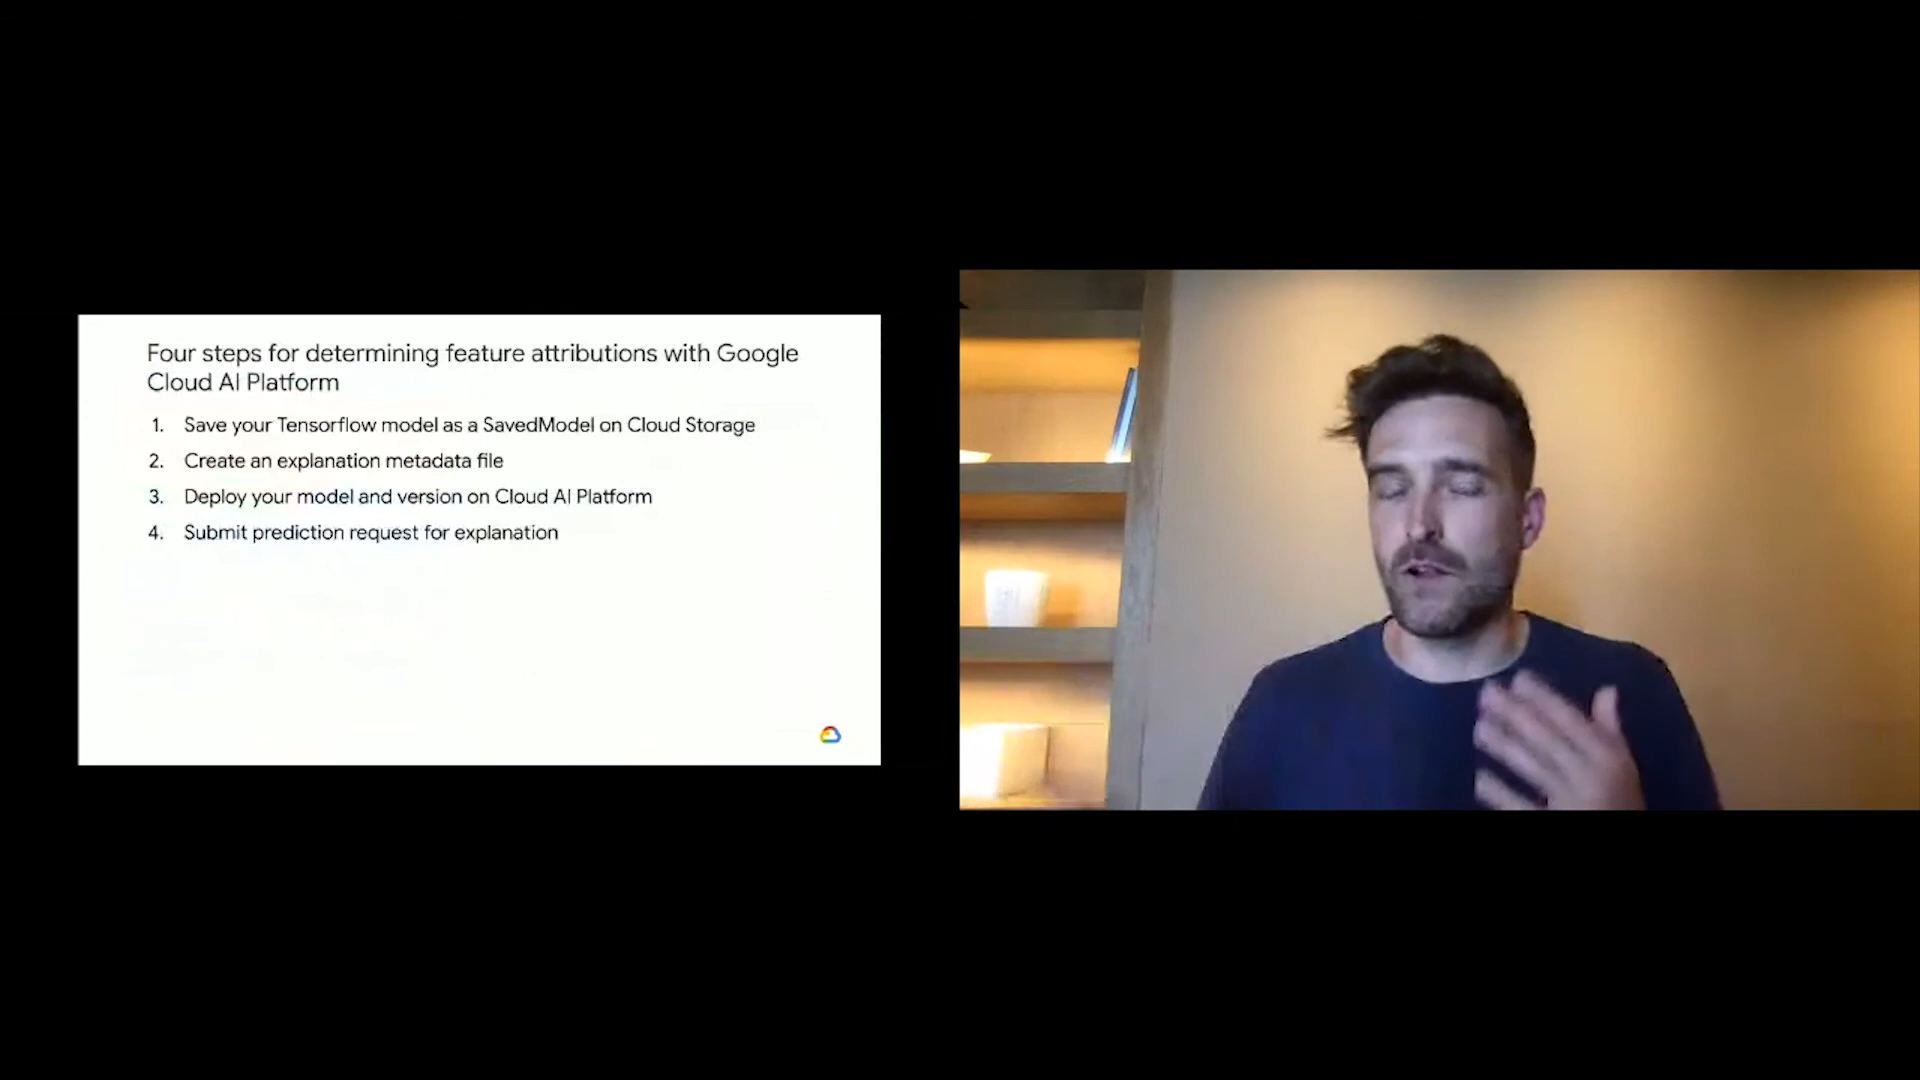 Four steps for determining feature attributions with Google
Cloud AI Platform
1. Save your Tensorflow model as a SavedModel on Cloud Storage
2. Create an explanation metadata file
3. Deploy your model and version on Cloud AI Platform
4. Submit prediction request for explanation